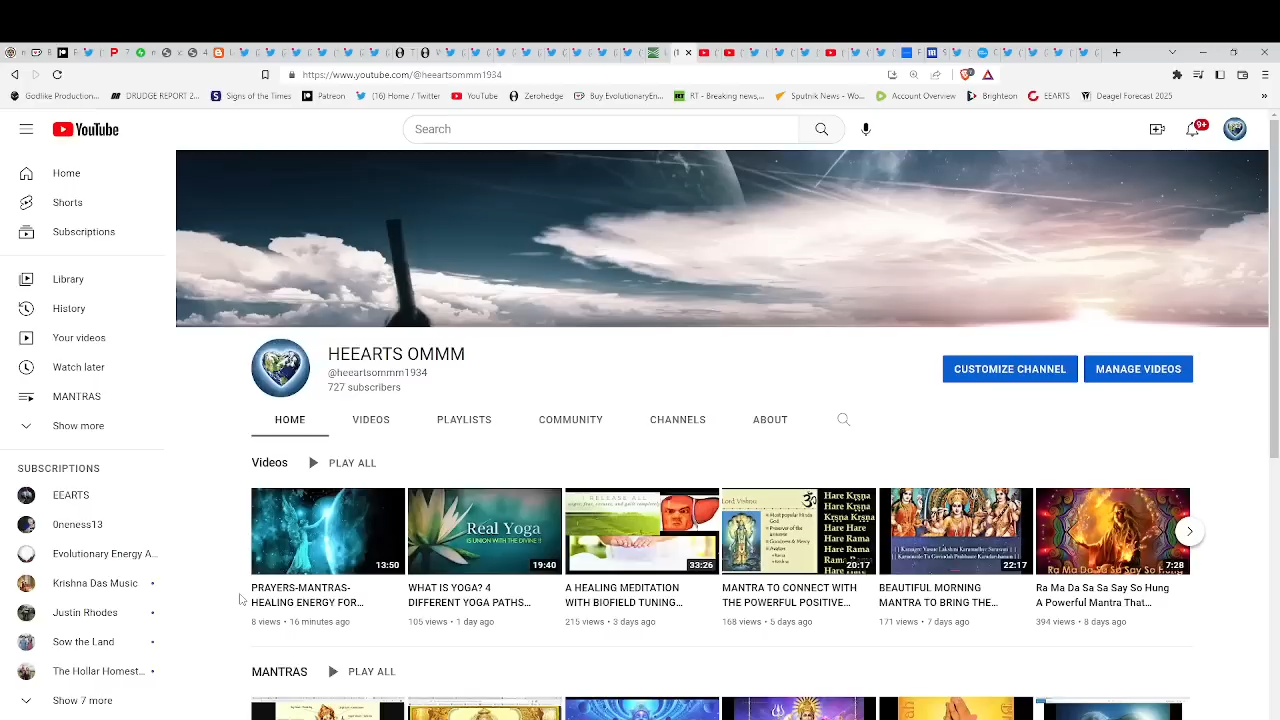 https://www.youtube.com/@heeartsommm1934
Godlike Production...
DRUDGE REPORT 2...
Signs of the Times
Patreon
(16) Home / Twitter
YouTube
Zerohedge
Buy EvolutionaryEn...
RT - Breaking news,...
Sputnik News - Wo...
Account Overview
Brighteon
EEARTS
Deagel Forecast 2025
»
YouTube
Search
9+
Home
Shorts
Subscriptions
Library
History
Your videos
Watch later
MANTRAS
Show more
SUBSCRIPTIONS
EEARTS
Evolutionary Energy A...
Krishna Das Music
Justin Rhodes
Sow the Land
The Hollar Homest...
Show 7 more
HEEARTS OMMM
@heeartsommm1934
727 subscribers
CUSTOMIZE CHANNEL
MANAGE VIDEOS
HOME
VIDEOS
PLAYLISTS
COMMUNITY
CHANNELS
ABOUT
Videos
PLAY ALL
13:50
PRAYERS-MANTRAS-
HEALING ENERGY FOR...
8 views • 16 minutes ago
Real Yoga
IS UNION WITH THE DIVINE !!
19:40
WHAT IS YOGA? 4
DIFFERENT YOGA PATHS...
105 views • 1 day ago
I RELEASE ALL
33:26
A HEALING MEDITATION
WITH BIOFIELD TUNING...
215 views • 3 days ago
Lord Vishnu
Hare Kṛṣṇa
Hare Kṛṣṇa
Kṛṣṇa Kṛṣṇa
Hare Hare
Hare Rama
Hare Rama
20:17
MANTRA TO CONNECT WITH
THE POWERFUL POSITIVE...
168 views • 5 days ago
22:17
BEAUTIFUL MORNING
MANTRA TO BRING THE...
171 views • 7 days ago
Ra Ma Da Sa Sa Say So Hung
7:28
Ra Ma Da Sa Sa Say So Hung
A Powerful Mantra That...
394 views • 8 days ago
MANTRAS
PLAY ALL